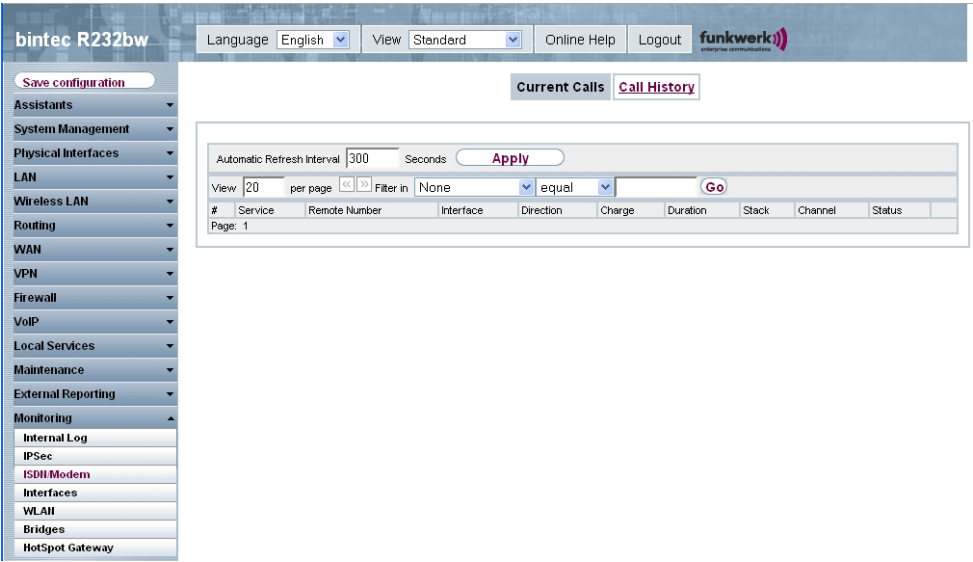 bintec R232bw
Language English View Standard Online Help Logout funkwerk
enterprise communications
Save configuration
Assistants
System Management
Physical Interfaces
LAN
Wireless LAN
Routing
WAN
VPN
Firewall
VoIP
Local Services
Maintenance
External Reporting
Monitoring
Internal Log
IPSec
ISDN/Modem
Interfaces
WLAN
Bridges
HotSpot Gateway
Current Calls Call History
Automatic Refresh Interval 300 Seconds Apply
View 20 per page << >> Filter in None equal Go
# Service Remote Number Interface Direction Charge Duration Stack Channel Status
Page: 1